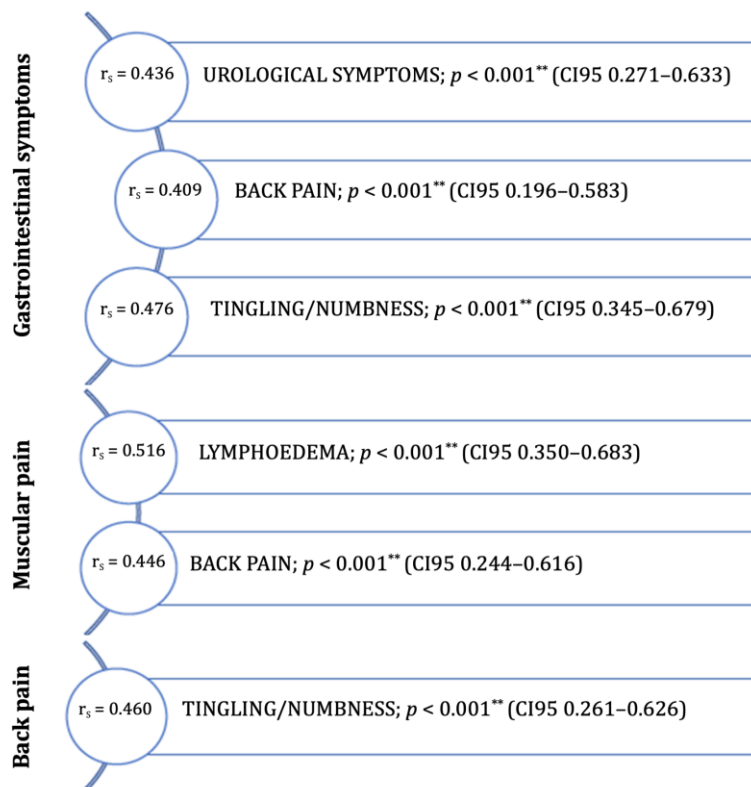 Gastrointestinal symptoms
rs = 0.436
UROLOGICAL SYMPTOMS; p < 0.001** (CI95 0.271–0.633)
rs = 0.409
BACK PAIN; p < 0.001** (CI95 0.196–0.583)
rs = 0.476
TINGLING/NUMBNESS; p < 0.001** (CI95 0.345–0.679)
Muscular pain
rs = 0.516
LYMPHOEDEMA; p < 0.001** (CI95 0.350–0.683)
rs = 0.446
BACK PAIN; p < 0.001** (CI95 0.244–0.616)
Back pain
rs = 0.460
TINGLING/NUMBNESS; p < 0.001** (CI95 0.261–0.626)